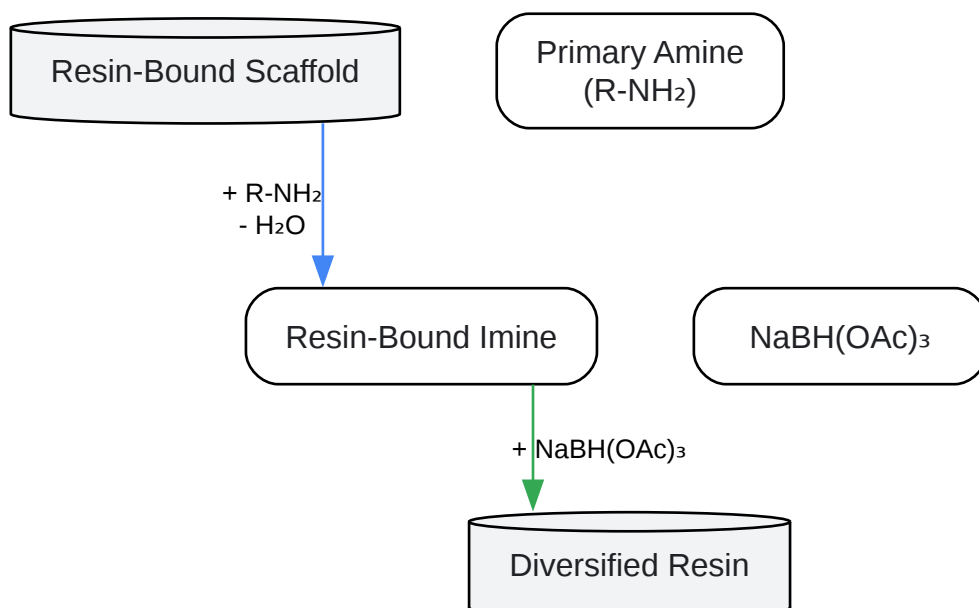 Resin-Bound Scaffold
Primary Amine
(R-NH₂)
+ R-NH₂
- H₂O
Resin-Bound Imine
NaBH(OAc)₃
+ NaBH(OAc)₃
Diversified Resin